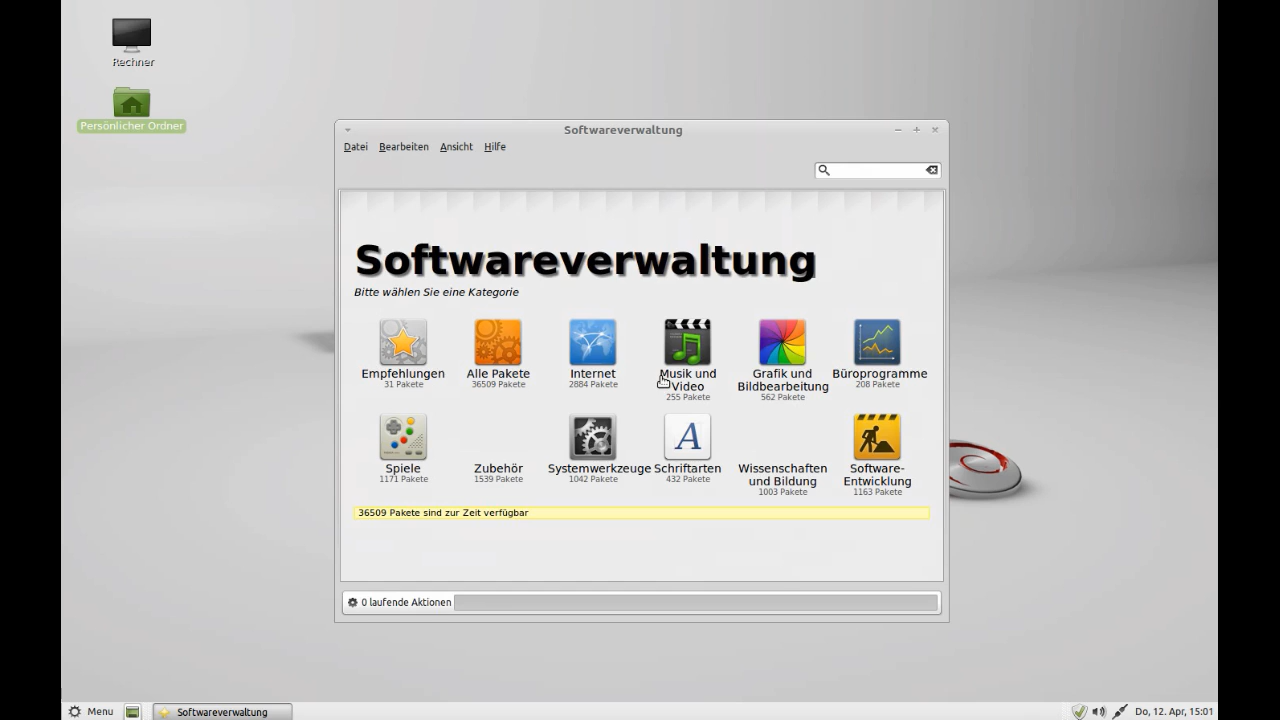 Rechner
Persönlicher Ordner
Softwareverwaltung
Datei Bearbeiten Ansicht Hilfe
Softwareverwaltung
Bitte wählen Sie eine Kategorie
Empfehlungen
31 Pakete
Alle Pakete
36509 Pakete
Internet
2884 Pakete
Musik und
Video
255 Pakete
Grafik und
Bildbearbeitung
562 Pakete
Büroprogramme
208 Pakete
Spiele
1171 Pakete
Zubehör
1539 Pakete
Systemwerkzeuge
1042 Pakete
A
Schriftarten
432 Pakete
Wissenschaften
und Bildung
1003 Pakete
Software-
Entwicklung
1163 Pakete
36509 Pakete sind zur Zeit verfügbar
0 laufende Aktionen
Menu
Softwareverwaltung
Do, 12. Apr, 15:01